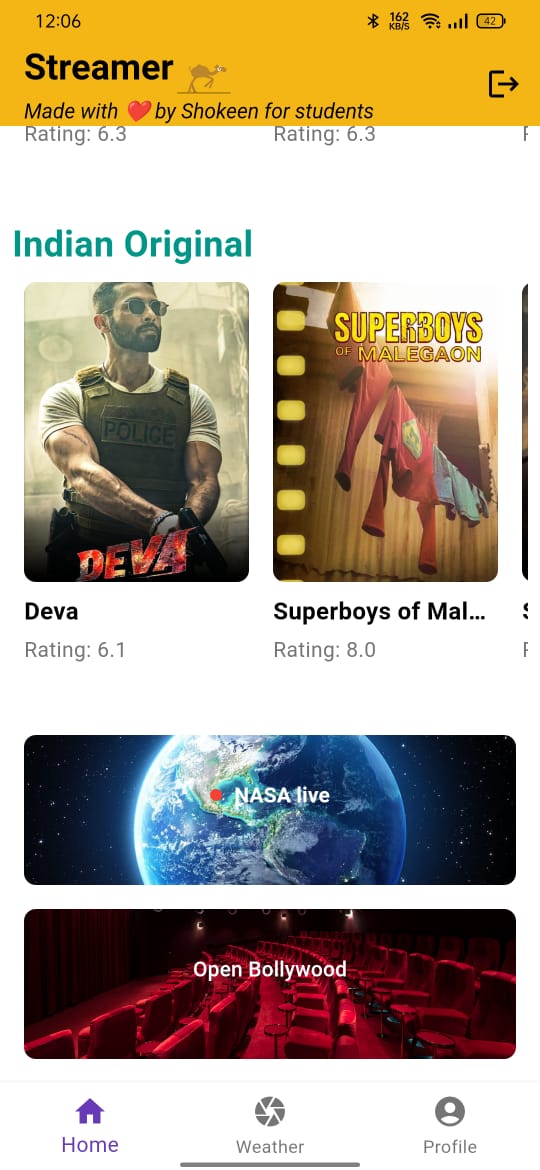 12:06
162
KB/S
42
Streamer
Made with ❤️ by Shokeen for students
Rating: 6.3
Rating: 6.3
Indian Original
POLICE
DEVA
SUPERBOYS
OF MALEGAON
Deva
Superboys of Mal...
Rating: 6.1
Rating: 8.0
NASA live
Open Bollywood
Home
Weather
Profile